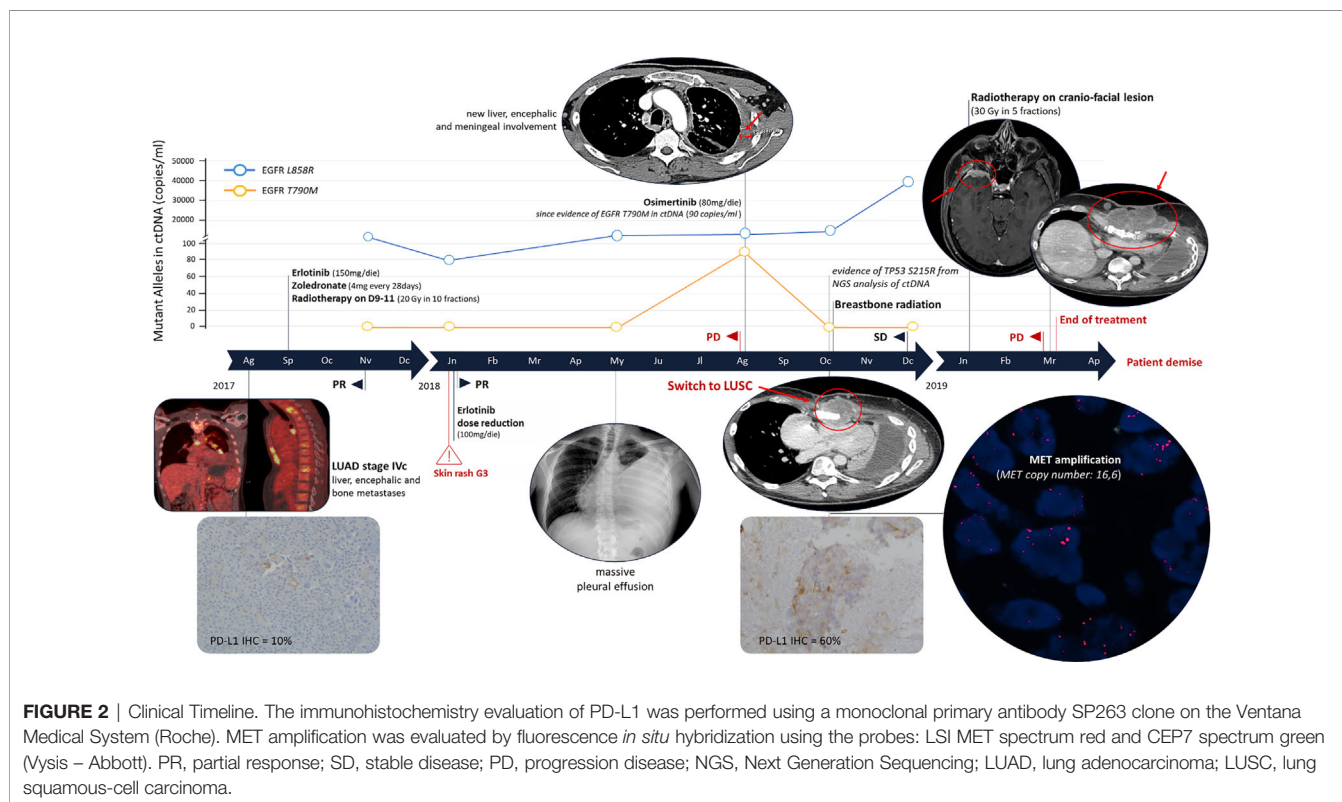 new liver, encephalic
and meningeal involvement
Radiotherapy on cranio-facial lesion
(30 Gy in 5 fractions)
Mutant Alleles in ctDNA (copies/ml)
50000
40000
30000
20000
100
80
60
40
20
0
EGFR L858R
EGFR T790M
Osimertinib (80mg/die)
since evidence of EGFR T790M in ctDNA (90 copies/ml)
Erlotinib (150mg/die)
Zoledronate (4mg every 28days)
Radiotherapy on D9-11 (20 Gy in 10 fractions)
evidence of TP53 S215R from
NGS analysis of ctDNA
Breastbone radiation
End of treatment
PD
SD
PD
Ag Sp Oc Nv Dc Jn Fb Mr Ap My Ju Jl Ag Sp Oc Nv Dc Jn Fb Mr Ap
Patient demise
2017
PR
2018
PR
2019
Switch to LUSC
Erlotinib
dose reduction
(100mg/die)
!
Skin rash G3
LUAD stage IVc
liver, encephalic and
bone metastases
MET amplification
(MET copy number: 16,6)
massive
pleural effusion
PD-L1 IHC = 10%
PD-L1 IHC = 60%
FIGURE 2 | Clinical Timeline. The immunohistochemistry evaluation of PD-L1 was performed using a monoclonal primary antibody SP263 clone on the Ventana
Medical System (Roche). MET amplification was evaluated by fluorescence in situ hybridization using the probes: LSI MET spectrum red and CEP7 spectrum green
(Vysis – Abbott). PR, partial response; SD, stable disease; PD, progression disease; NGS, Next Generation Sequencing; LUAD, lung adenocarcinoma; LUSC, lung
squamous-cell carcinoma.